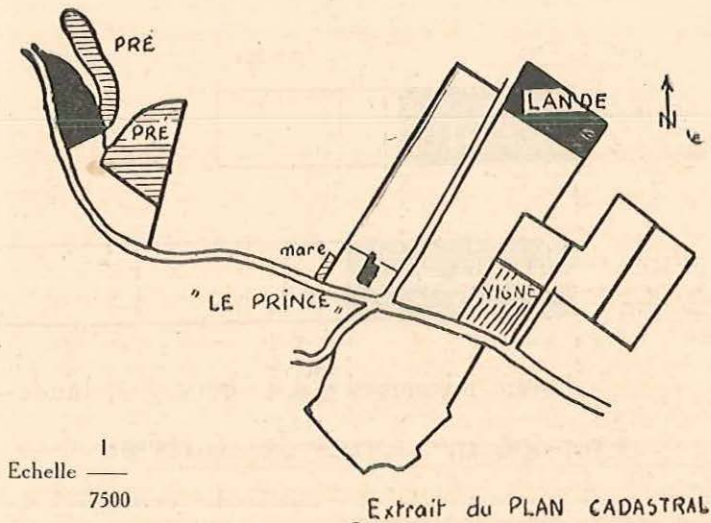 PRÉ
LANDE
N
PRÉ
mare
VIGNE
" LE PRINCE "
Echelle 1
7500
Extrait du PLAN CADASTRAL